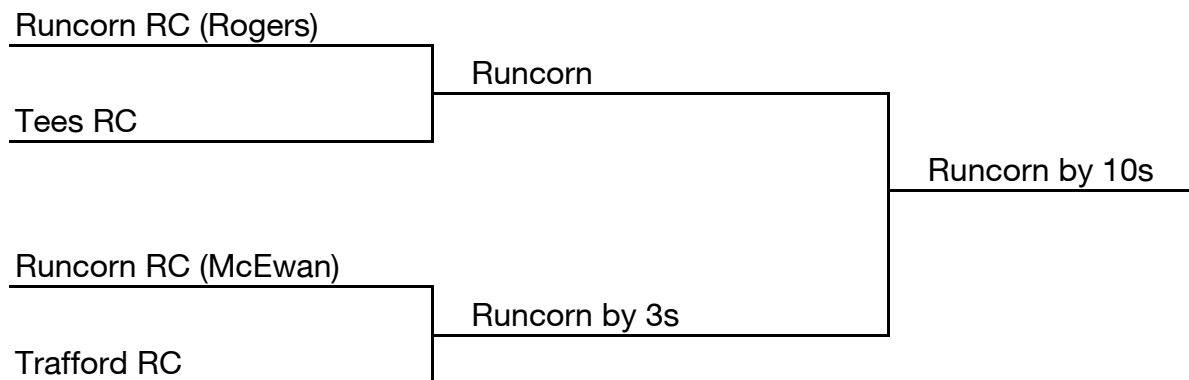 Runcorn RC (Rogers)
Runcorn
Tees RC
Runcorn by 10s
Runcorn RC (McEwan)
Runcorn by 3s
Trafford RC